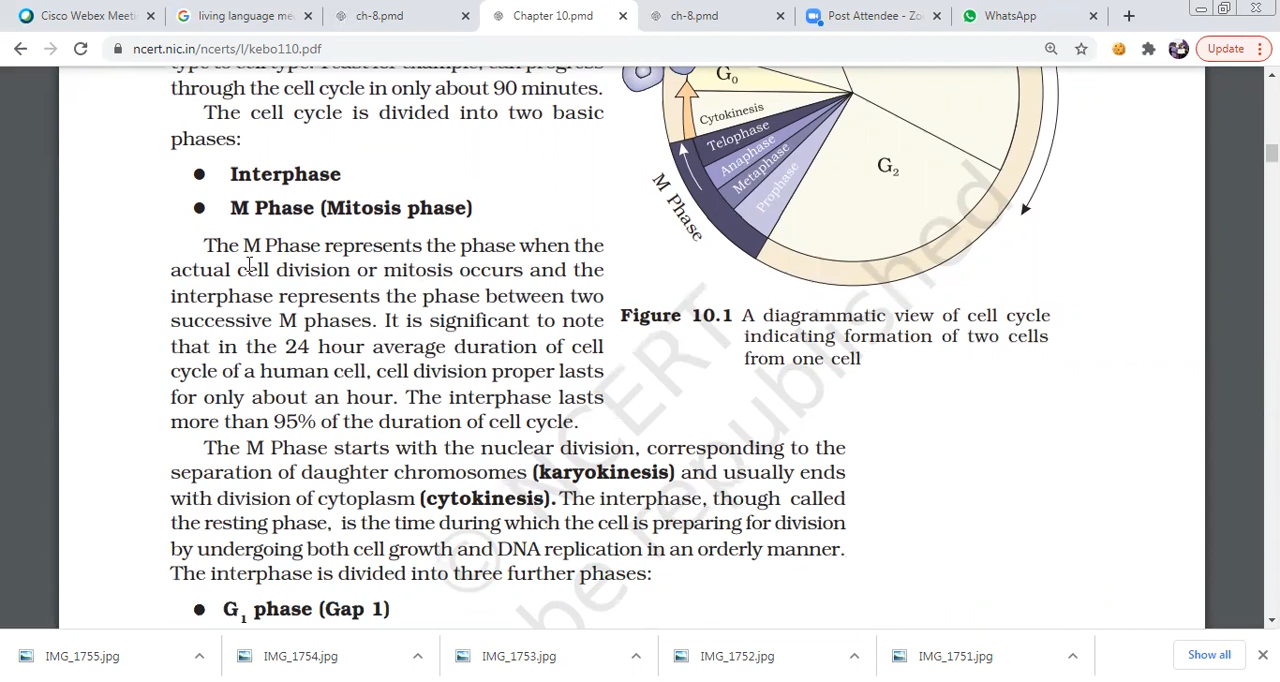 Cisco Webex Meeti
living language me
ch-8.pmd
Chapter 10.pmd
ch-8.pmd
Post Attendee - Zo
WhatsApp
ncert.nic.in/ncerts/l/kebo110.pdf
Update
through the cell cycle in only about 90 minutes.
The cell cycle is divided into two basic
phases:
● Interphase
● M Phase (Mitosis phase)
The M Phase represents the phase when the
actual cell division or mitosis occurs and the
interphase represents the phase between two
successive M phases. It is significant to note
that in the 24 hour average duration of cell
cycle of a human cell, cell division proper lasts
for only about an hour. The interphase lasts
more than 95% of the duration of cell cycle.
G0
Cytokinesis
Telophase
Anaphase
Metaphase
Prophase
M Phase
G2
Figure 10.1 A diagrammatic view of cell cycle
indicating formation of two cells
from one cell
The M Phase starts with the nuclear division, corresponding to the
separation of daughter chromosomes (karyokinesis) and usually ends
with division of cytoplasm (cytokinesis). The interphase, though called
the resting phase, is the time during which the cell is preparing for division
by undergoing both cell growth and DNA replication in an orderly manner.
The interphase is divided into three further phases:
● G1 phase (Gap 1)
© NCERT
be republished
IMG_1755.jpg
IMG_1754.jpg
IMG_1753.jpg
IMG_1752.jpg
IMG_1751.jpg
Show all